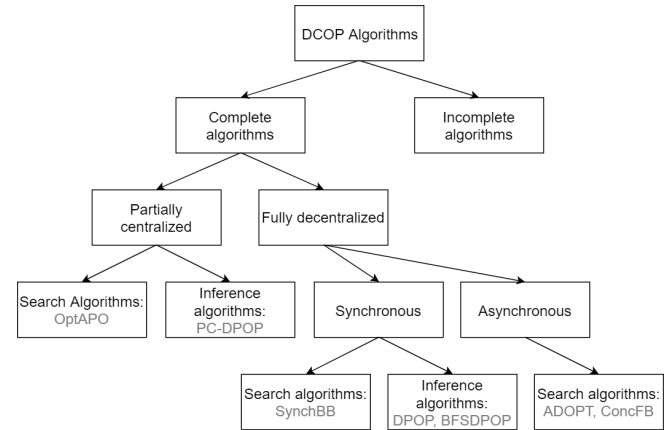 DCOP Algorithms
Complete
algorithms
Incomplete
algorithms
Partially
centralized
Fully decentralized
Search Algorithms:
OptAPO
Inference
algorithms:
PC-DPOP
Synchronous
Asynchronous
Search algorithms:
SynchBB
Inference
algorithms:
DPOP, BFSDPOP
Search algorithms:
ADOPT, ConcFB